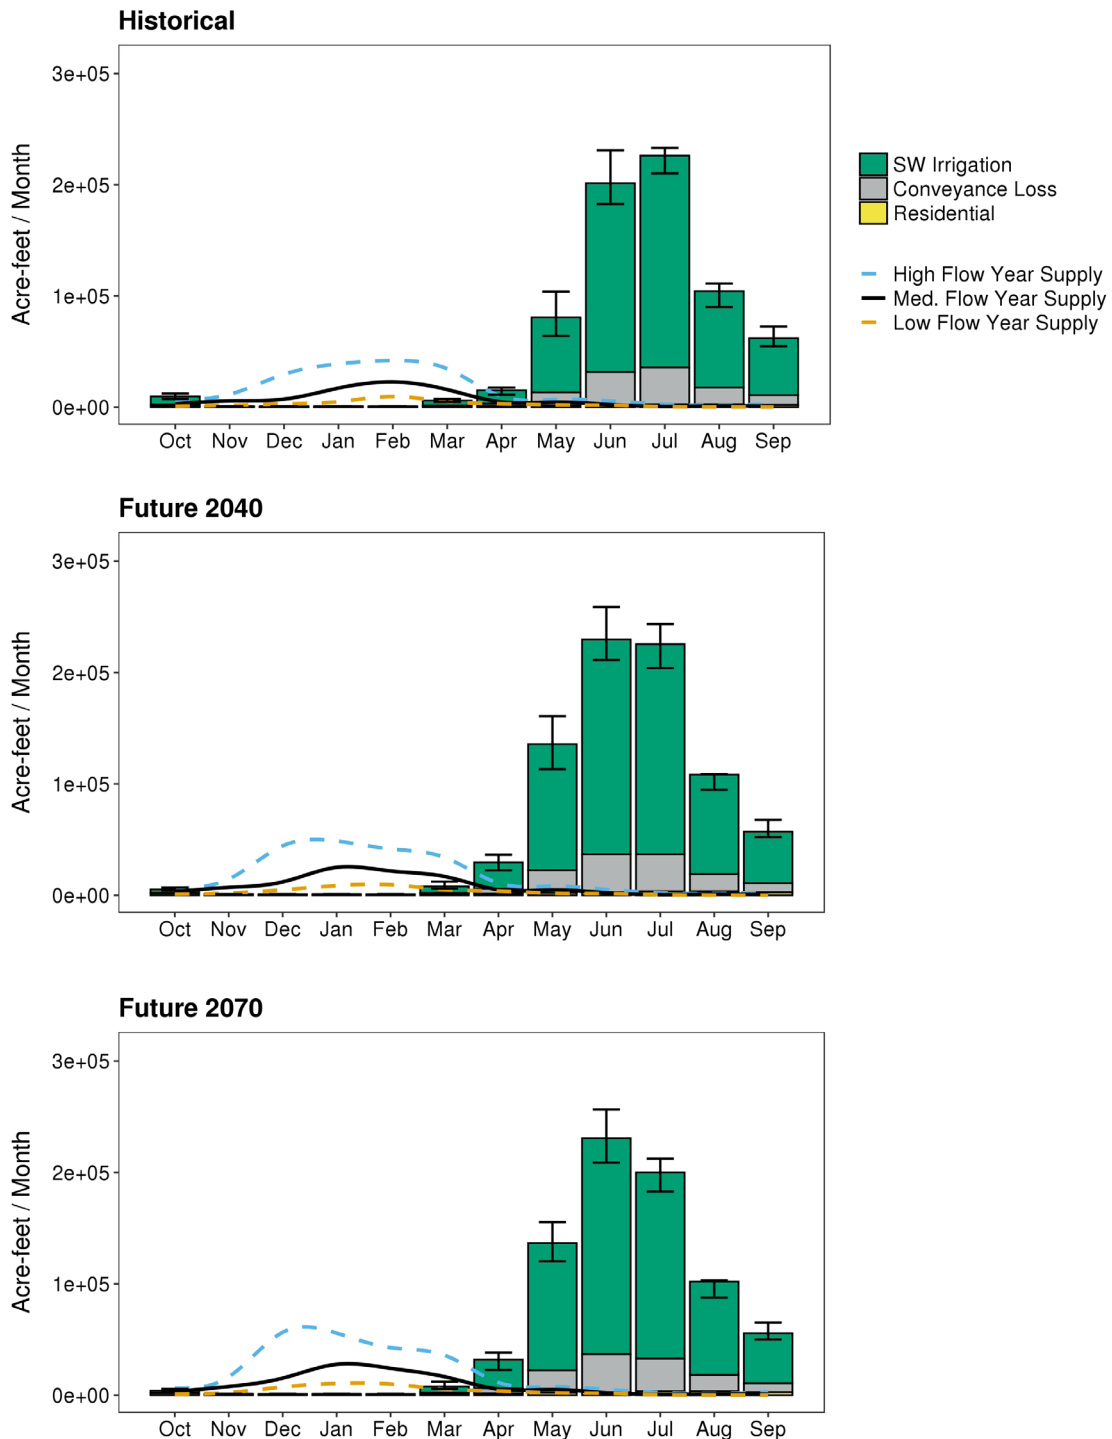 Historical
Acre-feet / Month
3e+05
2e+05
1e+05
0e+00
Oct Nov Dec Jan Feb Mar Apr May Jun Jul Aug Sep
SW Irrigation
Conveyance Loss
Residential
High Flow Year Supply
Med. Flow Year Supply
Low Flow Year Supply
Future 2040
Acre-feet / Month
3e+05
2e+05
1e+05
0e+00
Oct Nov Dec Jan Feb Mar Apr May Jun Jul Aug Sep
Future 2070
Acre-feet / Month
3e+05
2e+05
1e+05
0e+00
Oct Nov Dec Jan Feb Mar Apr May Jun Jul Aug Sep